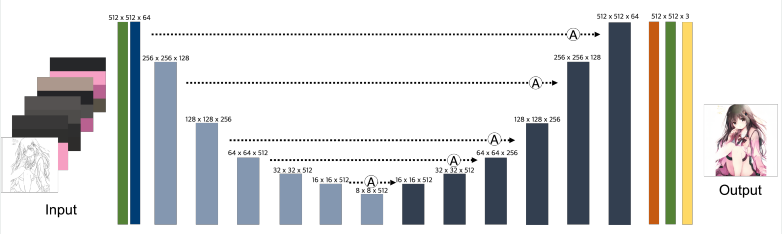 512 x 512 x 64
512 x 512 x 64
512 x 512 x 3
A
256 x 256 x 128
256 x 256 x 128
A
128 x 128 x 256
128 x 128 x 256
A
64 x 64 x 512
A
64 x 64 x 256
32 x 32 x 512
32 x 32 x 512
16 x 16 x 512
A
16 x 16 x 512
8 x 8 x 512
Input
Output